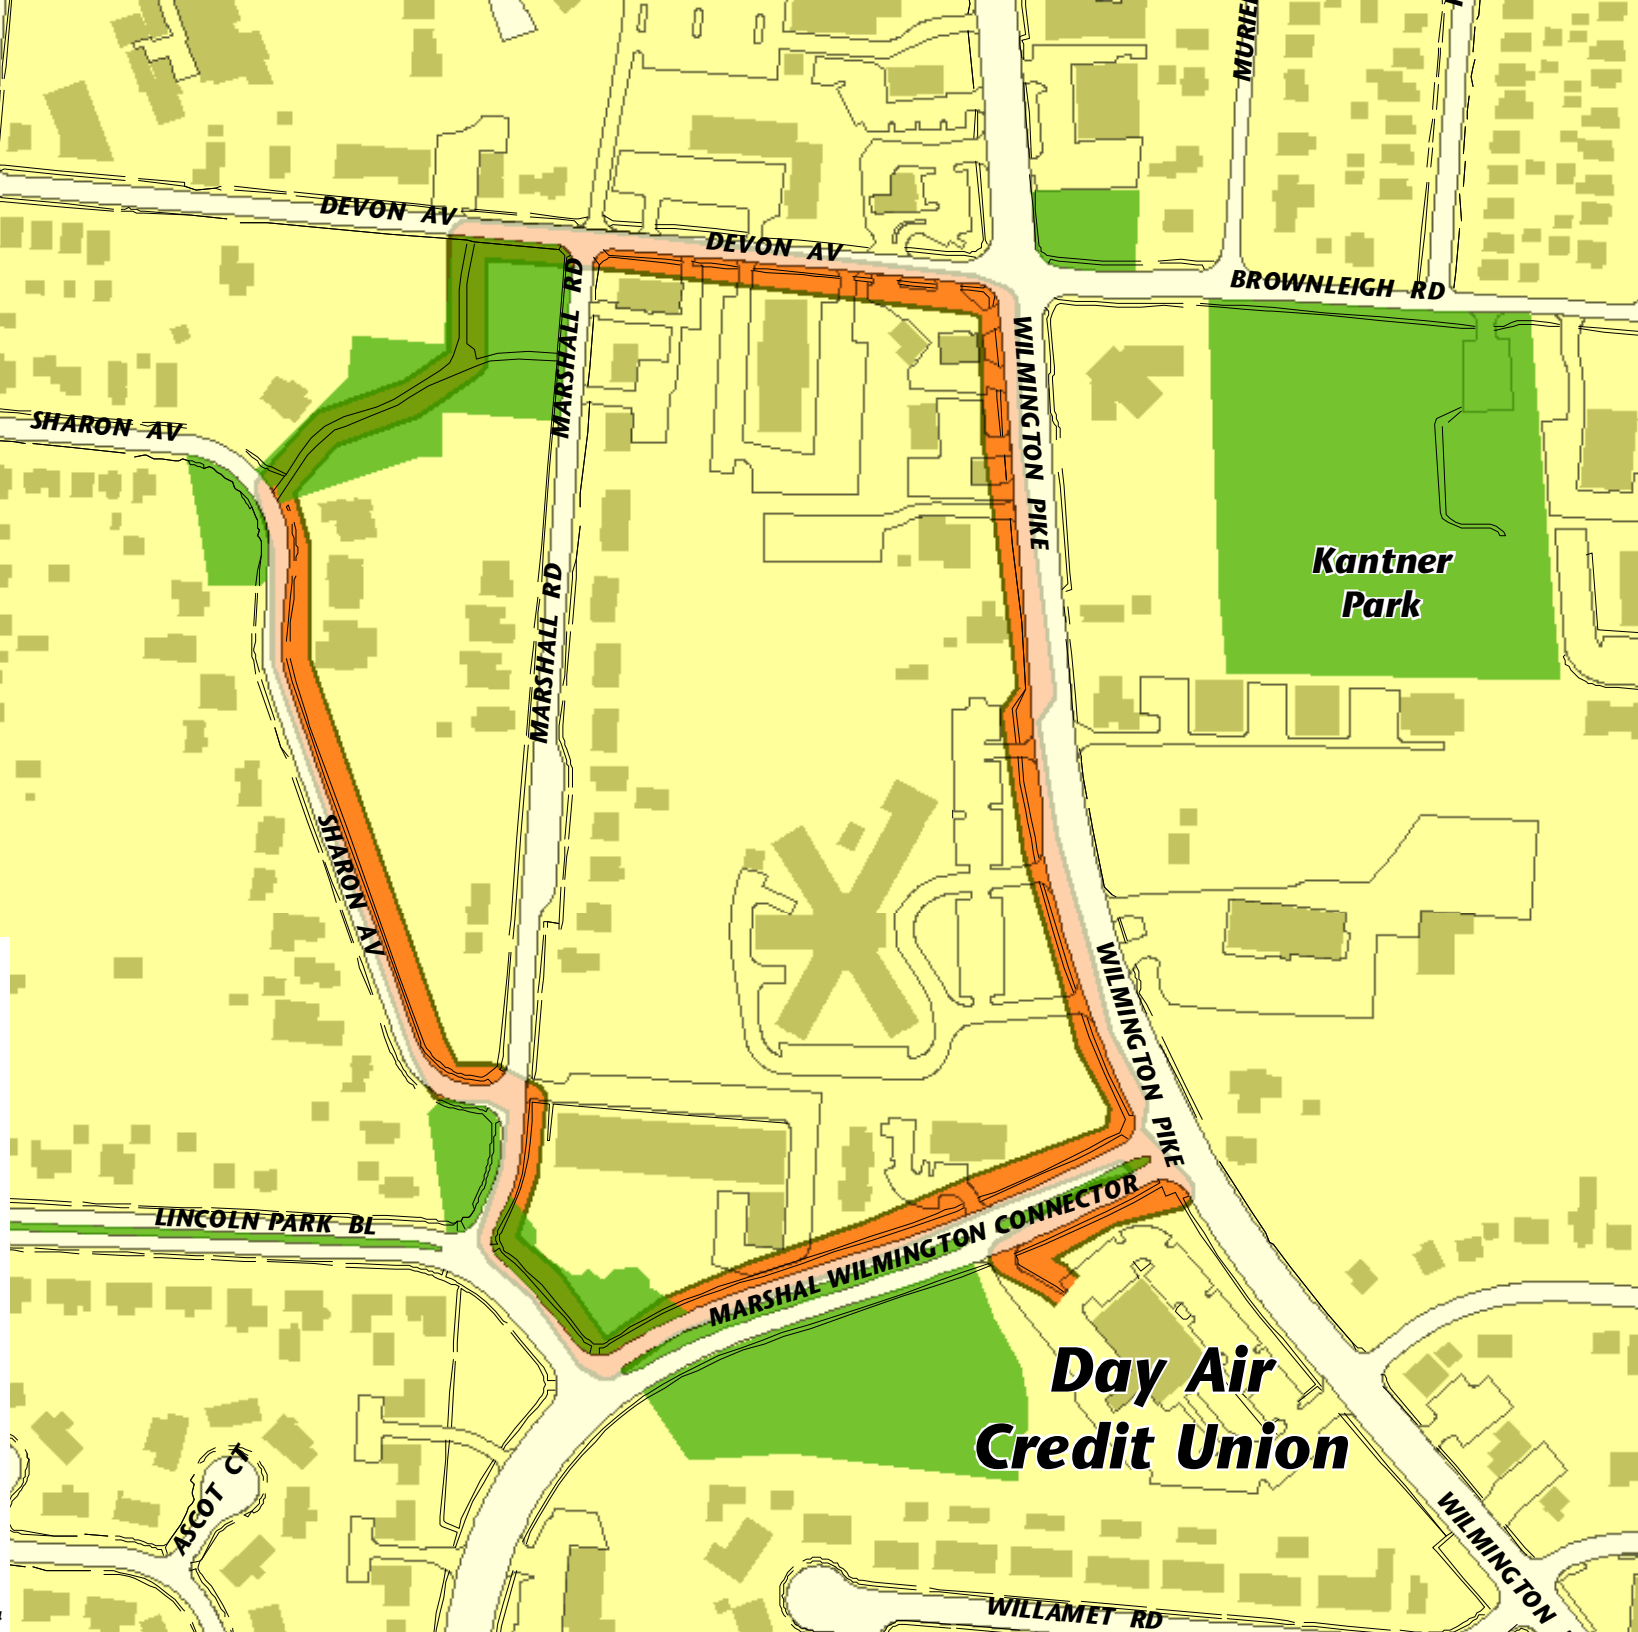 MURIE
DEVON AV
DEVON AV
MARSHALL RD
BROWNLEIGH RD
WILMINGTON PIKE
SHARON AV
Kantner
Park
MARSHALL RD
SHARON AV
WILMINGTON PIKE
LINCOLN PARK BL
MARSHAL WILMINGTON CONNECTOR
Day Air
Credit Union
ASCOT CT
WILMINGTON
WILLAMET RD